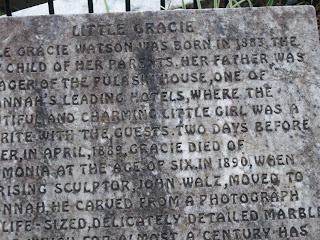 LITTLE GRACIE
LE GRACIE WATSON WAS BORN IN 1883, THE
Y CHILD OF HER PARENTS. HER FATHER WAS
AGER OF THE PULASKI HOUSE, ONE OF
ANNAH'S LEADING HOTELS, WHERE THE
UTIFUL AND CHARMING LITTLE GIRL WAS A
RITE WITH THE GUESTS. TWO DAYS BEFORE
ER, IN APRIL, 1889, GRACIE DIED OF
MONIA AT THE AGE OF SIX. IN 1890, WHEN
RISING SCULPTOR, JOHN WALZ, MOVED TO
NNAH, HE CARVED FROM A PHOTOGRAPH
LIFE-SIZED, DELICATELY DETAILED MARBLE
FOR ALMOST A CENTURY HAS